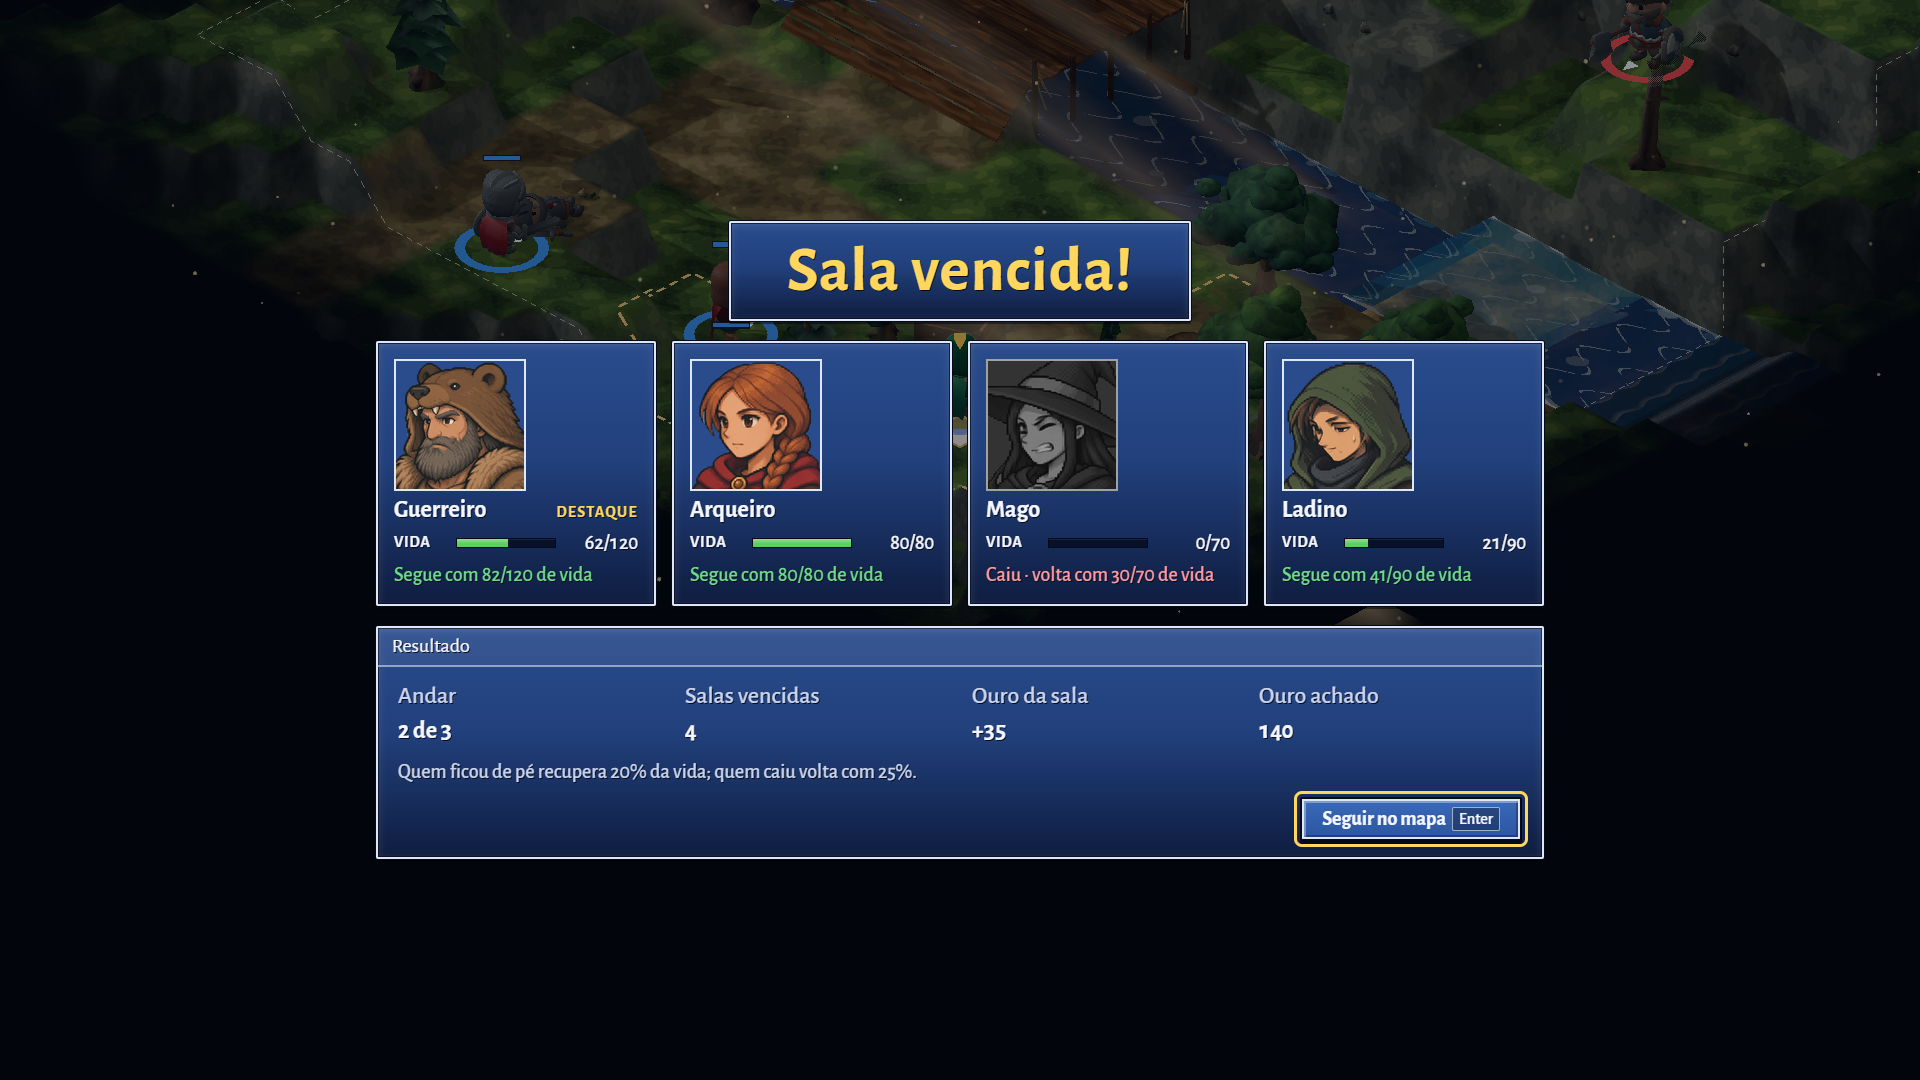 Sala vencida!
Guerreiro DESTAQUE
VIDA 62/120
Segue com 82/120 de vida
Arqueiro
VIDA 80/80
Segue com 80/80 de vida
Mago
VIDA 0/70
Caiu · volta com 30/70 de vida
Ladino
VIDA 21/90
Segue com 41/90 de vida
Resultado
Andar
2 de 3
Salas vencidas
4
Ouro da sala
+35
Ouro achado
140
Quem ficou de pé recupera 20% da vida; quem caiu volta com 25%.
Seguir no mapa Enter